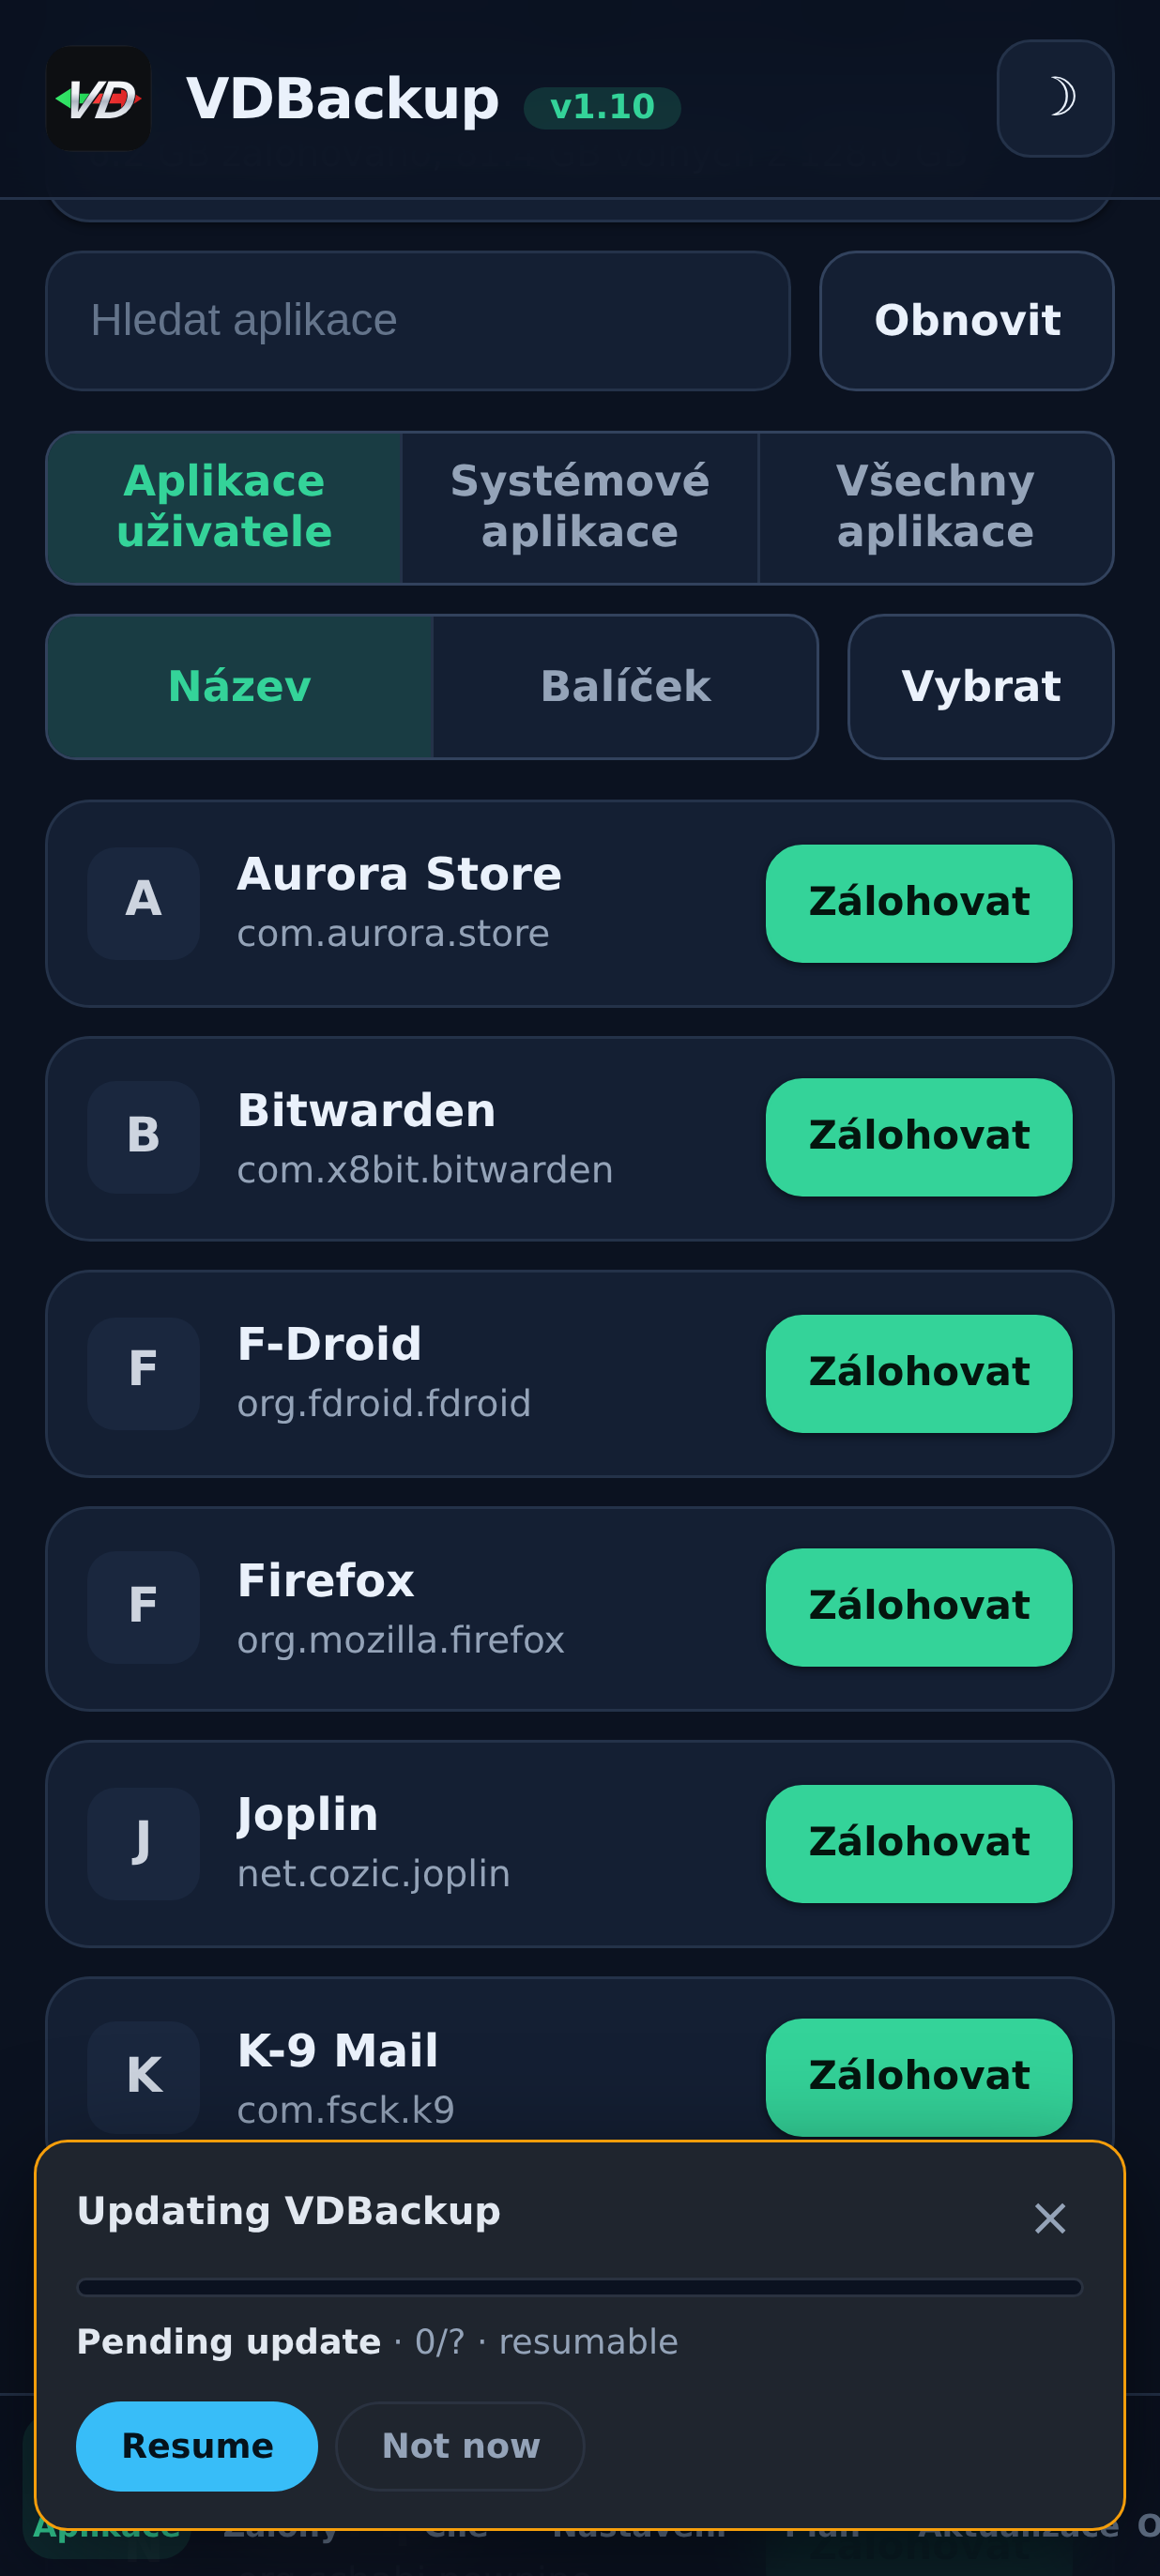 VD
VDBackup v1.10
☽
Hledat aplikace
Obnovit
Aplikace uživatele
Systémové aplikace
Všechny aplikace
Název
Balíček
Vybrat
A
Aurora Store
com.aurora.store
Zálohovat
B
Bitwarden
com.x8bit.bitwarden
Zálohovat
F
F-Droid
org.fdroid.fdroid
Zálohovat
F
Firefox
org.mozilla.firefox
Zálohovat
J
Joplin
net.cozic.joplin
Zálohovat
K
K-9 Mail
com.fsck.k9
Zálohovat
Updating VDBackup
×
Pending update · 0/? · resumable
Resume
Not now